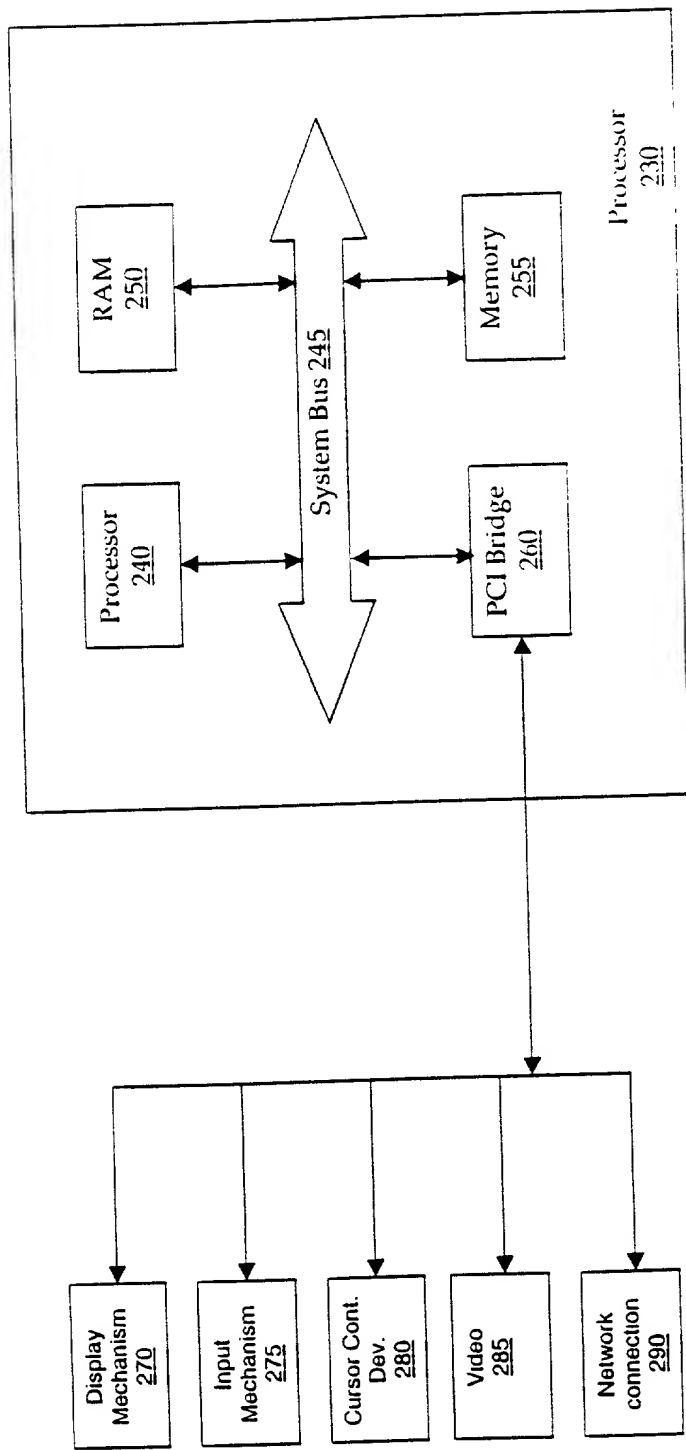 Display
Mechanism
270
Input
Mechanism
275
Cursor Cont.
Dev.
280
Video
285
Network
connection
290
Processor
240
RAM
250
System Bus 245
PCI Bridge
260
Memory
255
Processor
230